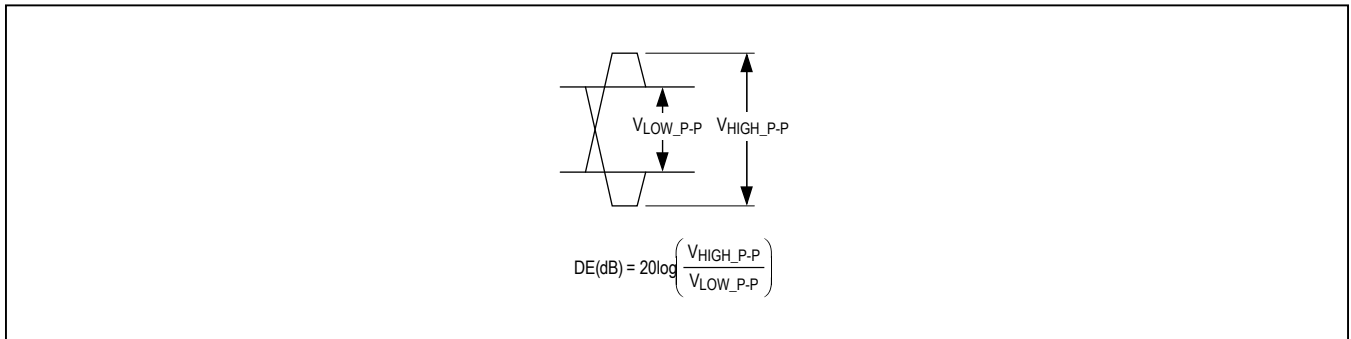 VLOW_P-P VHIGH_P-P
DE(dB) = 20log(VHIGH_P-P / VLOW_P-P)